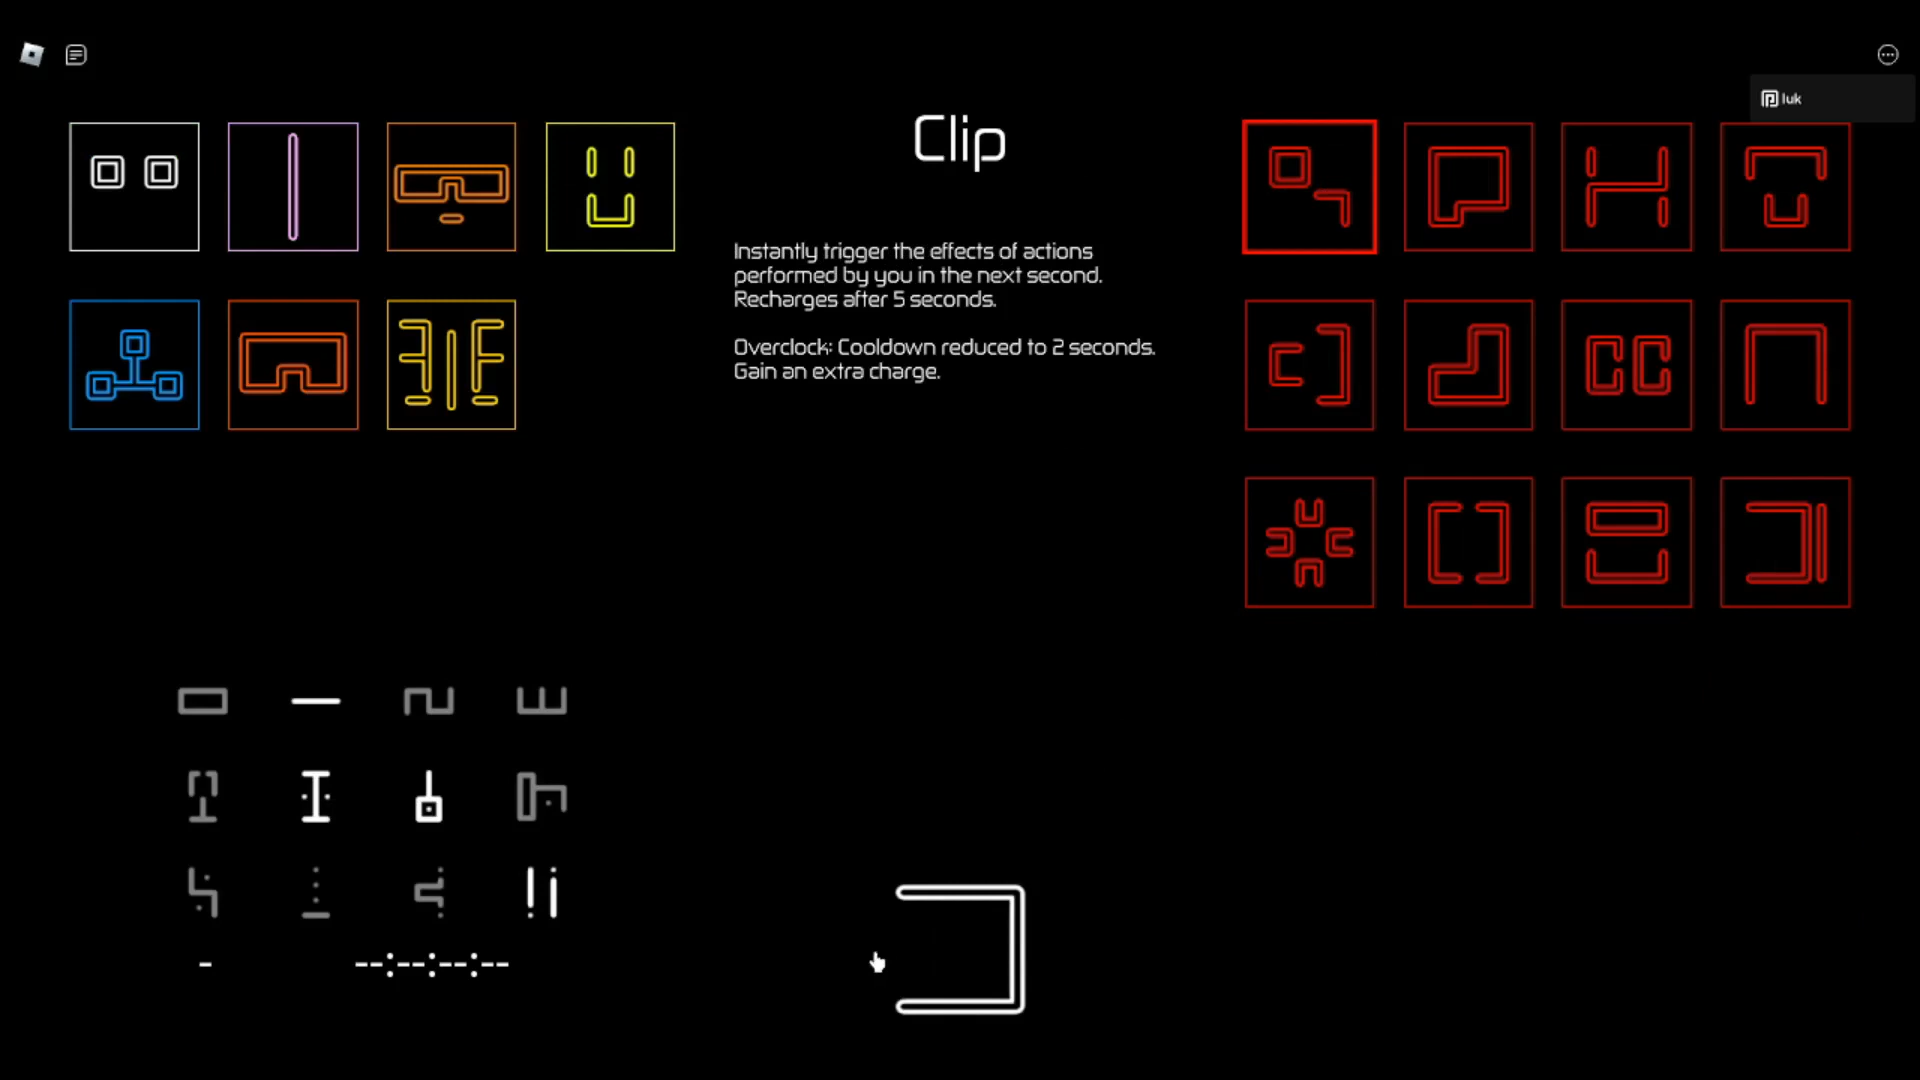 luk
Clip
Instantly trigger the effects of actions
performed by you in the next second.
Recharges after 5 seconds.
Overclock: Cooldown reduced to 2 seconds.
Gain an extra charge.
-
--:--:--:--